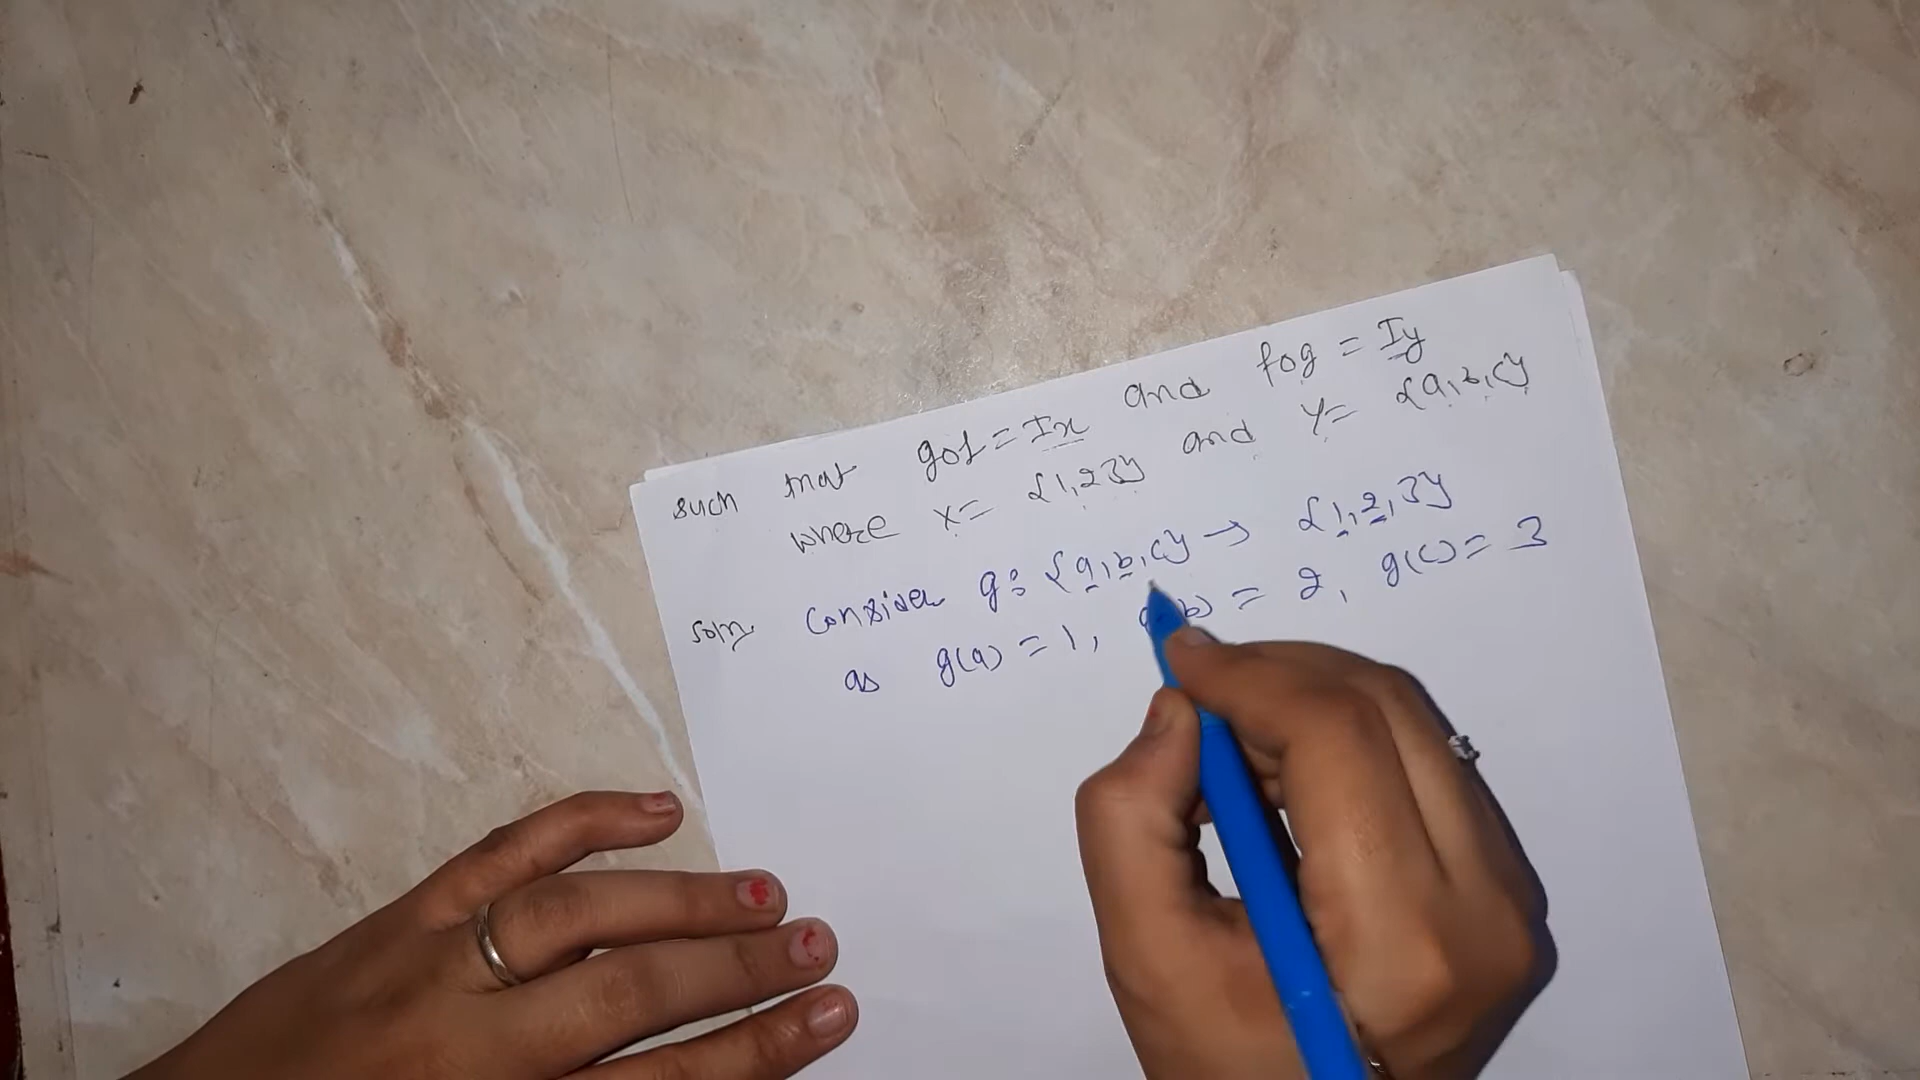 such that gof = Ix and fog = Iy
where x = {1,2,3} and y = {a,b,c}
Soln Consider g: {a,b,c} → {1,2,3}
as g(a) = 1, g(b) = 2, g(c) = 3